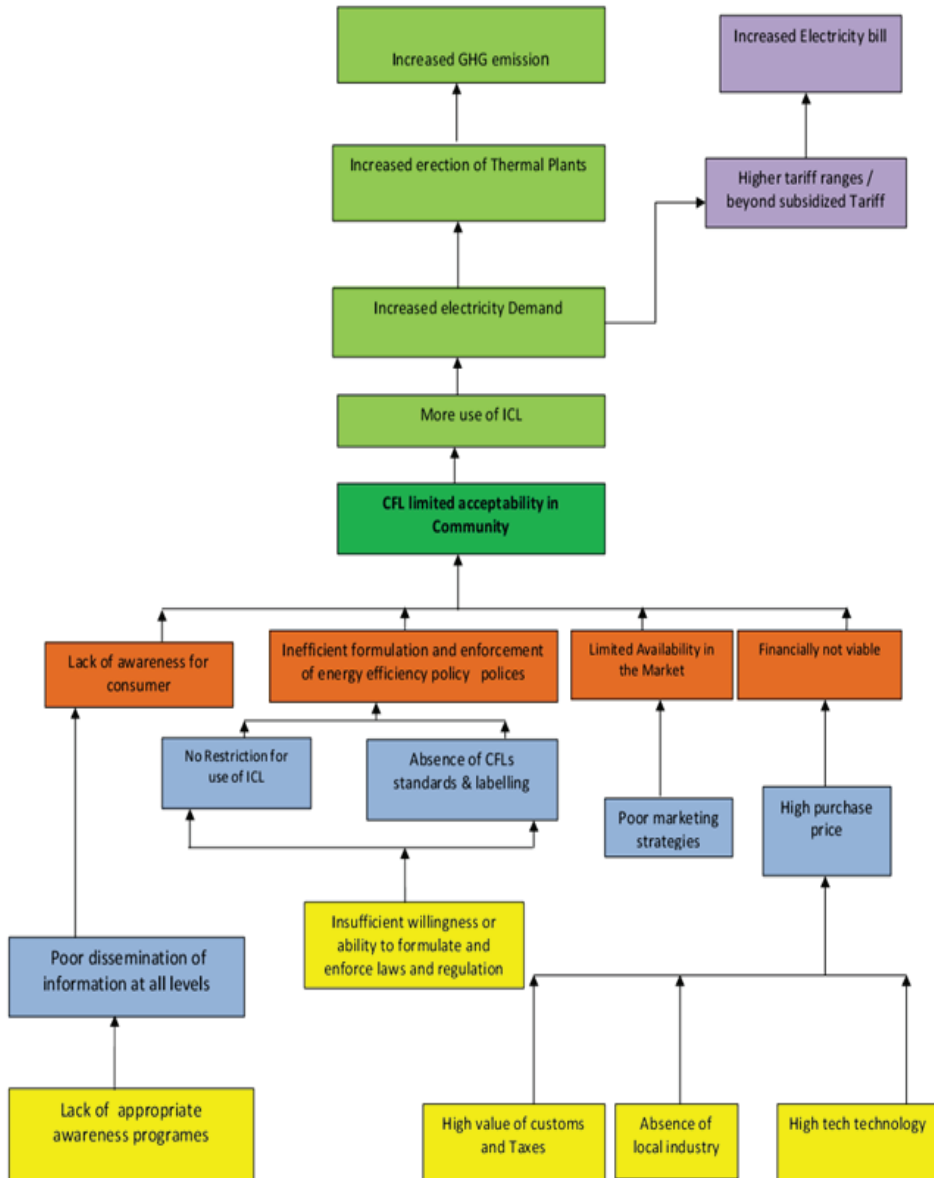 Increased GHG emission
Increased Electricity bill
Increased erection of Thermal Plants
Higher tariff ranges /
beyond subsidized Tariff
Increased electricity Demand
More use of ICL
CFL limited acceptability in
Community
Lack of awareness for
consumer
Inefficient formulation and enforcement
of energy efficiency policy polices
Limited Availability in
the Market
Financially not viable
No Restriction for
use of ICL
Absence of CFLs
standards & labelling
Poor marketing
strategies
High purchase
price
Insufficient willingness or
ability to formulate and
enforce laws and regulation
Poor dissemination of
information at all levels
Lack of appropriate
awareness programes
High value of customs
and Taxes
Absence of
local industry
High tech technology